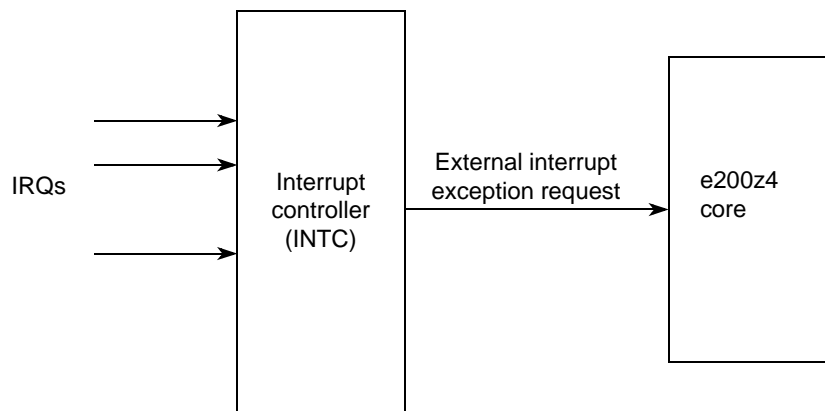 IRQs
Interrupt
controller
(INTC)
External interrupt
exception request
e200z4
core